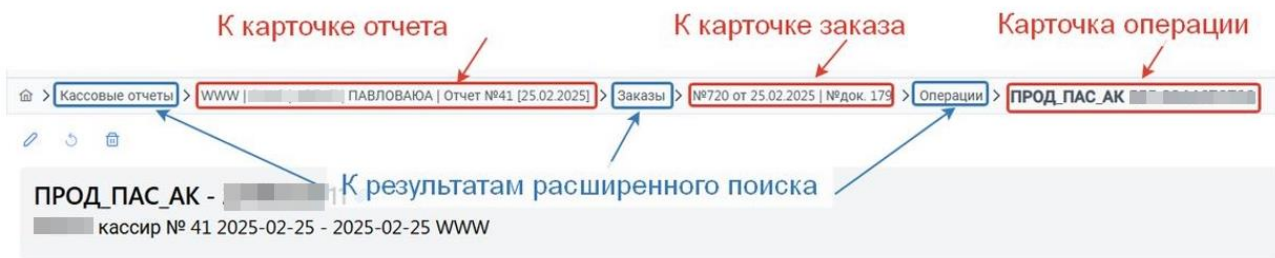 К карточке отчета К карточке заказа Карточка операции
Кассовые отчеты > WWW | ПАВЛОВАЮА | Отчет №41 [25.02.2025] > Заказы > №720 от 25.02.2025 | №док. 179 > Операции > ПРОД_ПАС_АК
ПРОД_ПАС_АК -
К результатам расширенного поиска
кассир № 41 2025-02-25 - 2025-02-25 WWW